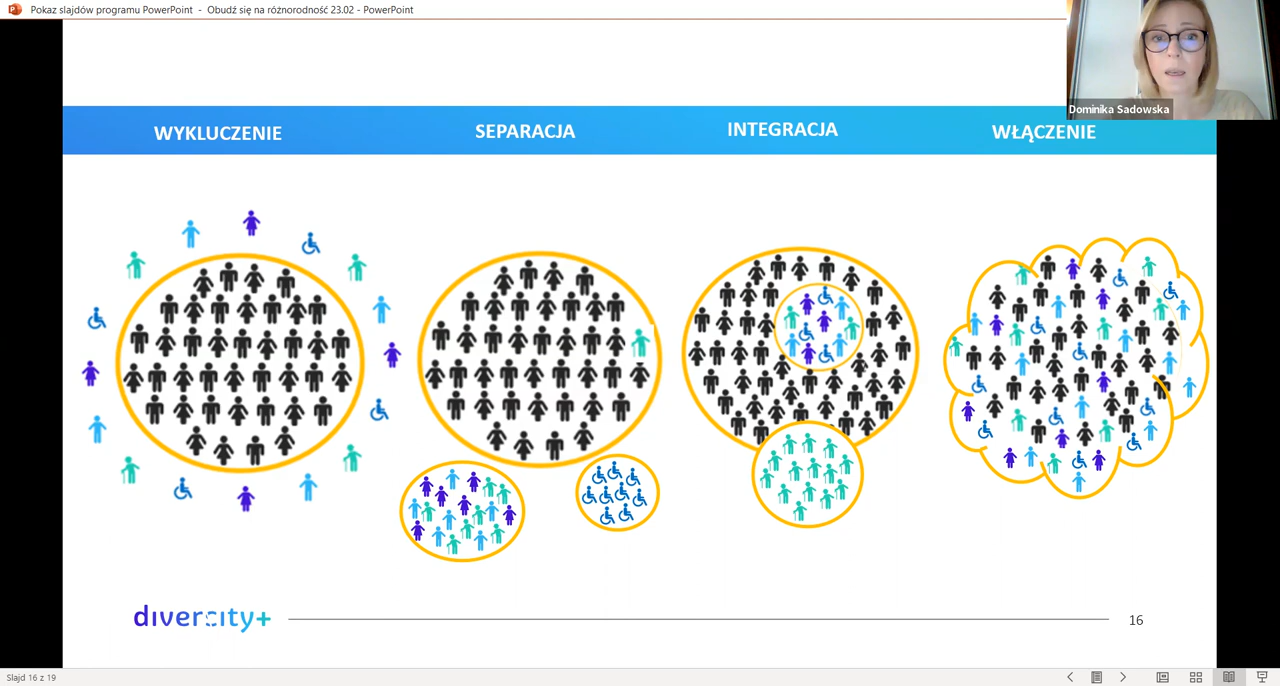 Pokaz slajdów programu PowerPoint - Obudź się na różnorodność 23.02 - PowerPoint
Dominika Sadowska
WYKLUCZENIE
SEPARACJA
INTEGRACJA
WŁĄCZENIE
divercity+
16
Slajd 16 z 19